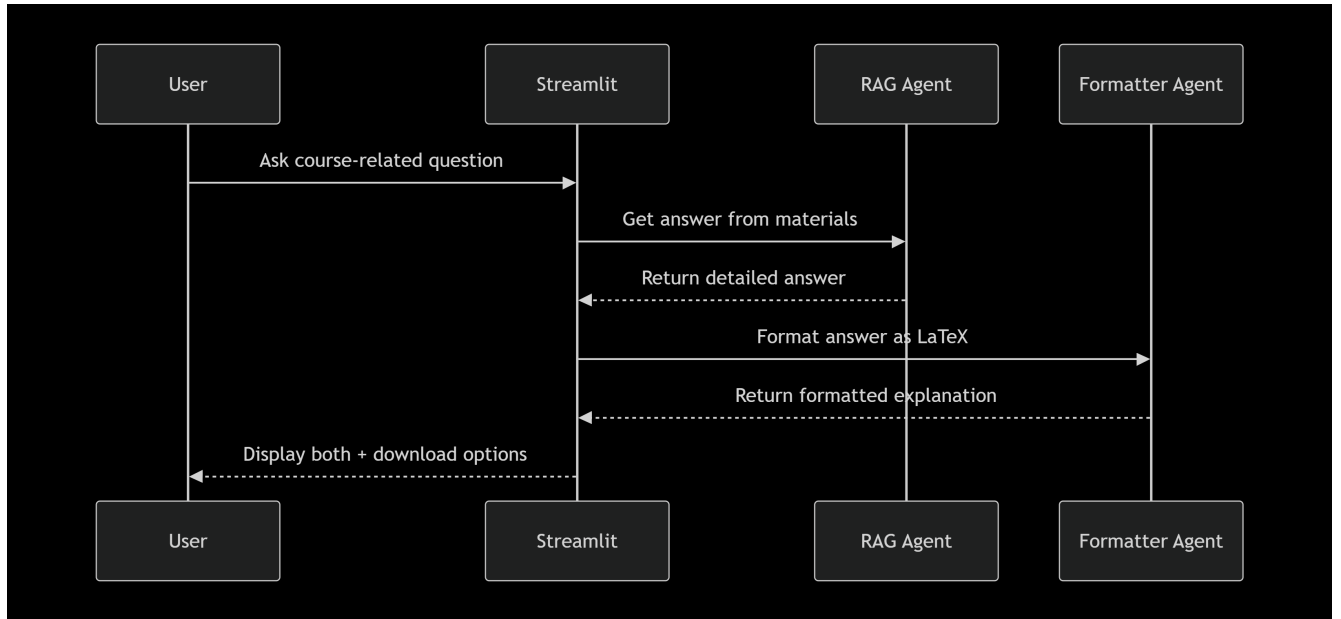 User
Streamlit
RAG Agent
Formatter Agent
Ask course-related question
Get answer from materials
Return detailed answer
Format answer as LaTeX
Return formatted explanation
Display both + download options
User
Streamlit
RAG Agent
Formatter Agent